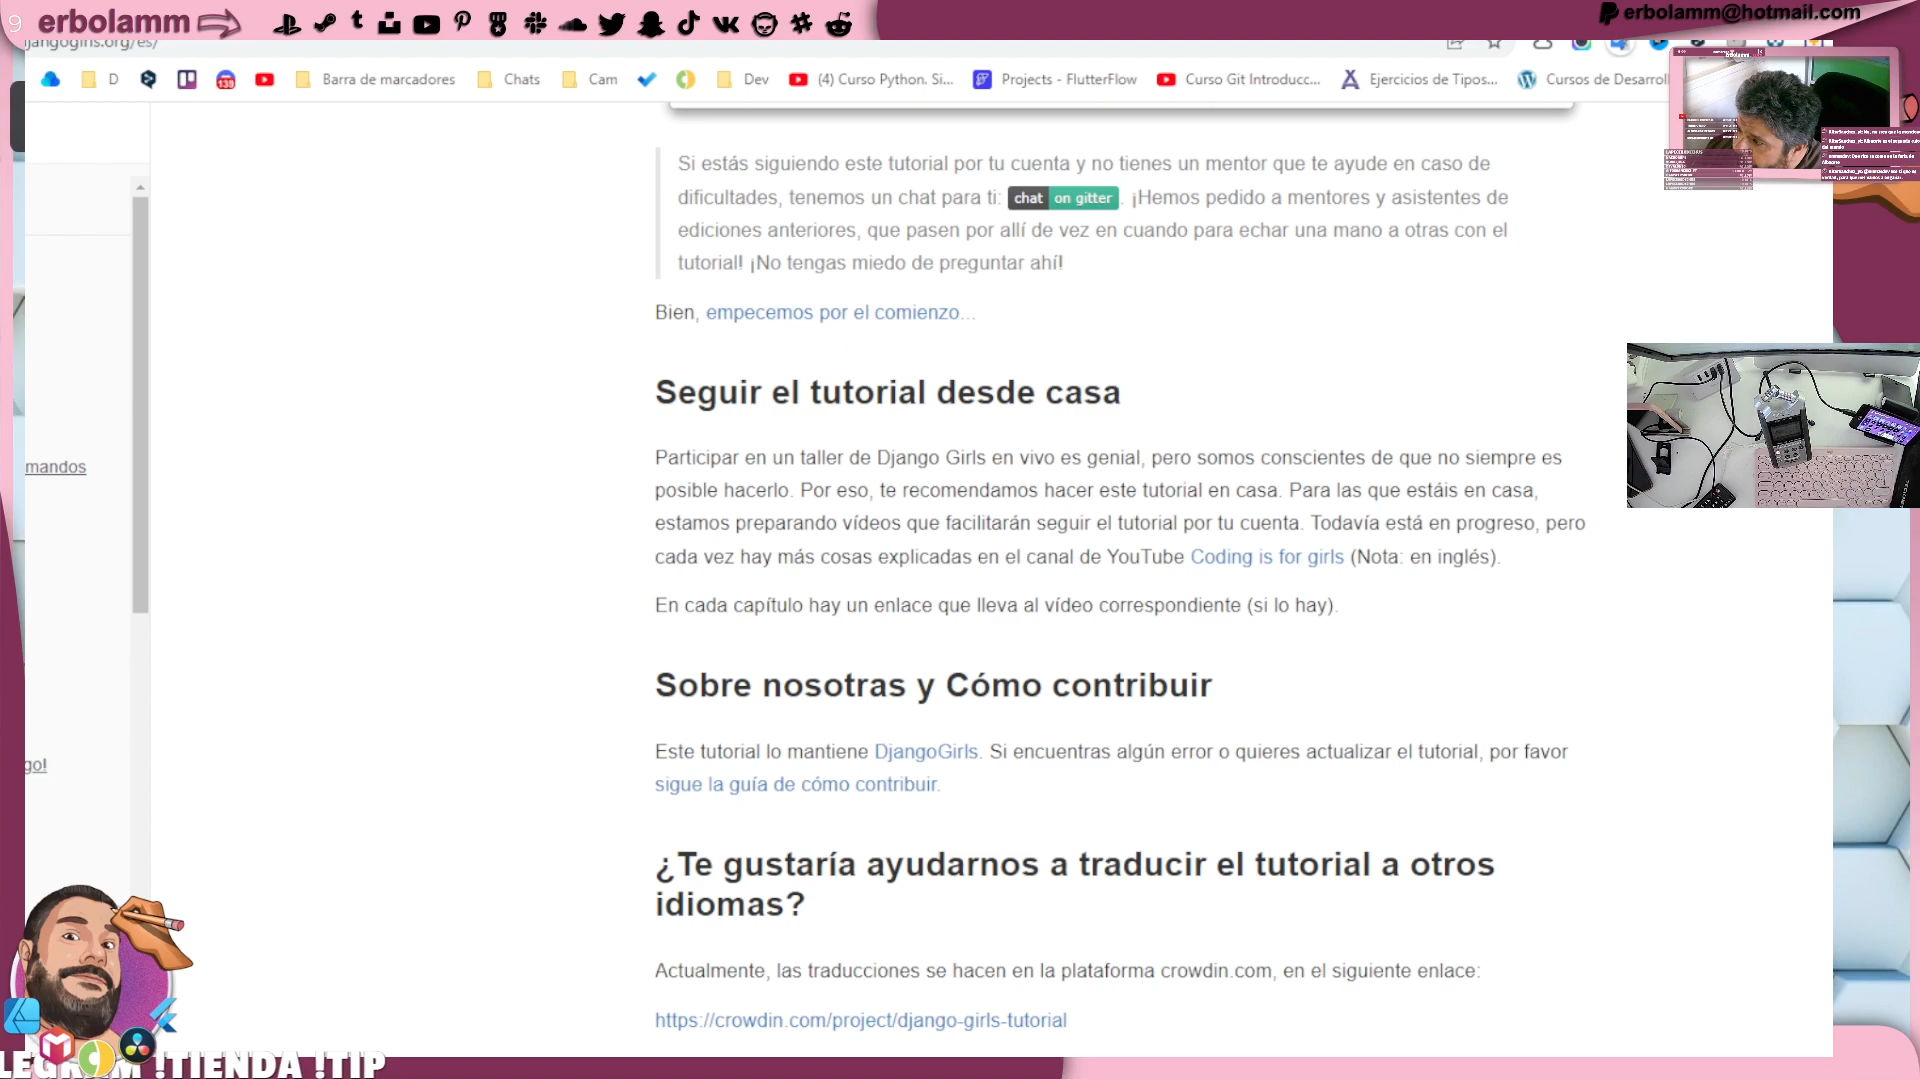 9 erbolamm
erbolamm@hotmail.com
djangogirls.org/es/
D
139
Barra de marcadores
Chats
Cam
Dev
(4) Curso Python. Si...
Projects - FlutterFlow
Curso Git Introducc...
Ejercicios de Tipos...
Cursos de Desarroll
Si estás siguiendo este tutorial por tu cuenta y no tienes un mentor que te ayude en caso de
dificultades, tenemos un chat para ti: chat on gitter. ¡Hemos pedido a mentores y asistentes de
ediciones anteriores, que pasen por allí de vez en cuando para echar una mano a otras con el
tutorial! ¡No tengas miedo de preguntar ahí!
Bien, empecemos por el comienzo...
Seguir el tutorial desde casa
Participar en un taller de Django Girls en vivo es genial, pero somos conscientes de que no siempre es
posible hacerlo. Por eso, te recomendamos hacer este tutorial en casa. Para las que estáis en casa,
estamos preparando vídeos que facilitarán seguir el tutorial por tu cuenta. Todavía está en progreso, pero
cada vez hay más cosas explicadas en el canal de YouTube Coding is for girls (Nota: en inglés).
En cada capítulo hay un enlace que lleva al vídeo correspondiente (si lo hay).
Sobre nosotras y Cómo contribuir
Este tutorial lo mantiene DjangoGirls. Si encuentras algún error o quieres actualizar el tutorial, por favor
sigue la guía de cómo contribuir.
¿Te gustaría ayudarnos a traducir el tutorial a otros
idiomas?
Actualmente, las traducciones se hacen en la plataforma crowdin.com, en el siguiente enlace:
https://crowdin.com/project/django-girls-tutorial
mandos
go!
LEGRAM !TIENDA !TIP